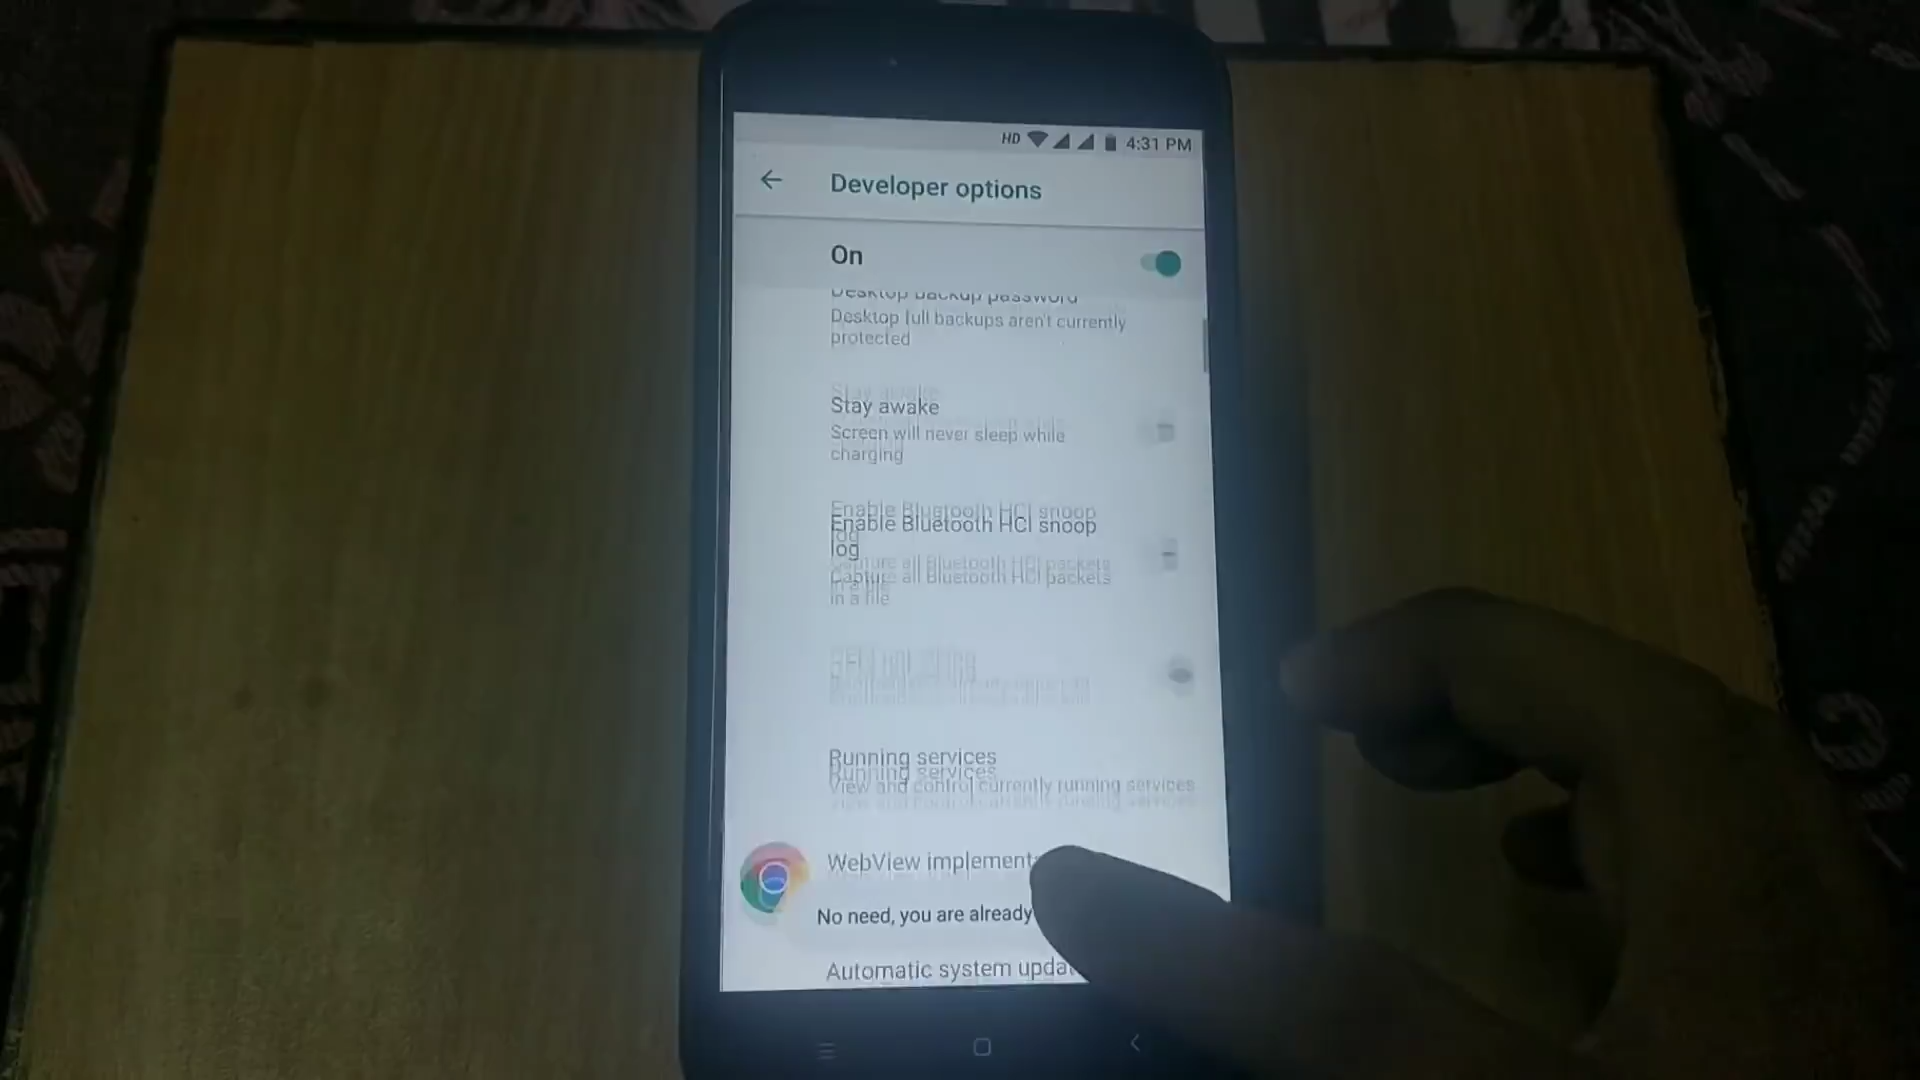 HD 4:31 PM
Developer options
On
Desktop backup password
Desktop full backups aren't currently
protected
Stay awake
Screen will never sleep while
charging
Enable Bluetooth HCI snoop
log
Capture all Bluetooth HCI packets
in a file
Running services
View and control currently running services
WebView implement
No need, you are already
Automatic system updat